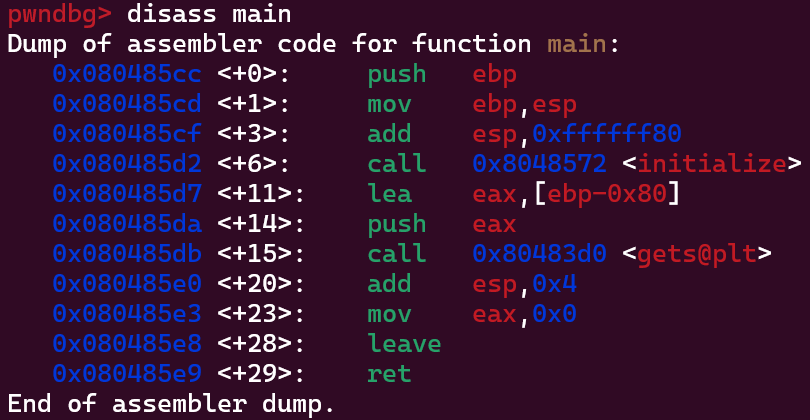 pwndbg> disass main
Dump of assembler code for function main:
   0x080485cc <+0>:     push   ebp
   0x080485cd <+1>:     mov    ebp,esp
   0x080485cf <+3>:     add    esp,0xffffff80
   0x080485d2 <+6>:     call   0x8048572 <initialize>
   0x080485d7 <+11>:    lea    eax,[ebp-0x80]
   0x080485da <+14>:    push   eax
   0x080485db <+15>:    call   0x80483d0 <gets@plt>
   0x080485e0 <+20>:    add    esp,0x4
   0x080485e3 <+23>:    mov    eax,0x0
   0x080485e8 <+28>:    leave
   0x080485e9 <+29>:    ret
End of assembler dump.